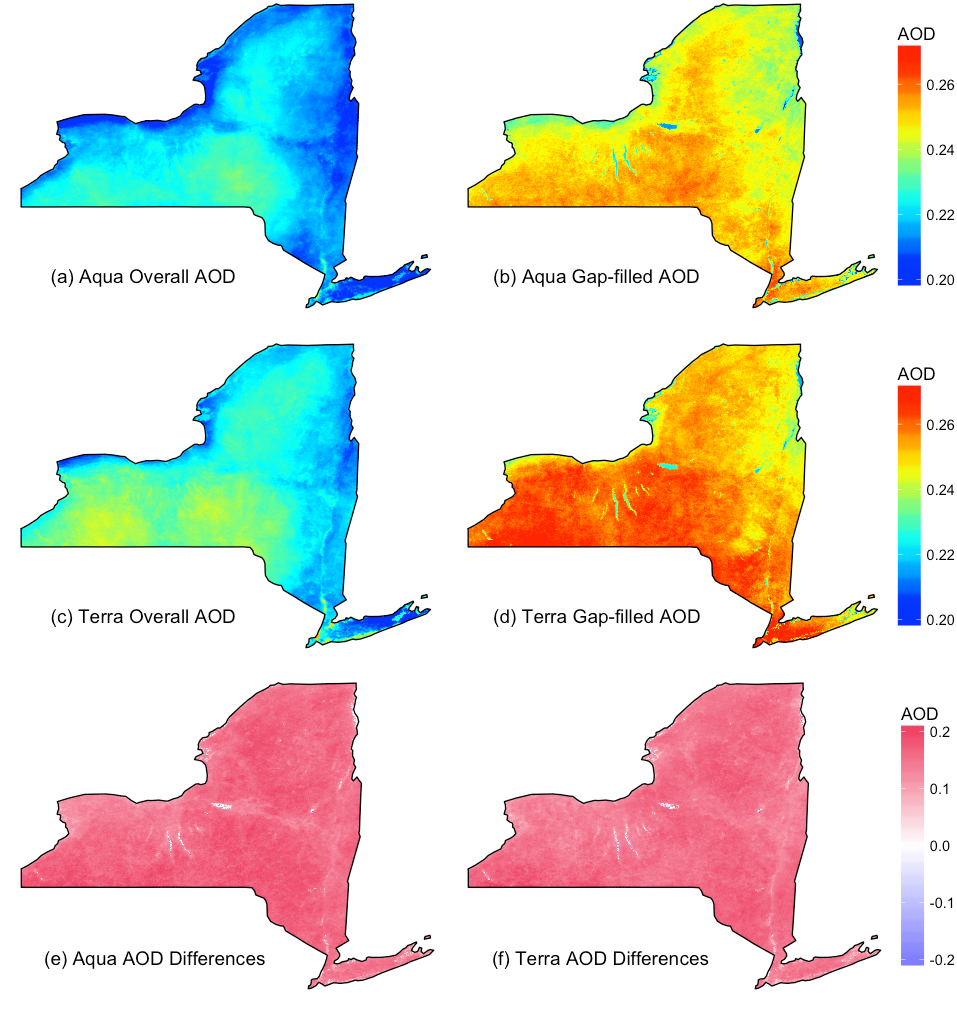 AOD
0.26
0.24
0.22
0.20
(a) Aqua Overall AOD
(b) Aqua Gap-filled AOD
AOD
0.26
0.24
0.22
0.20
(c) Terra Overall AOD
(d) Terra Gap-filled AOD
AOD
0.2
0.1
0.0
-0.1
-0.2
(e) Aqua AOD Differences
(f) Terra AOD Differences